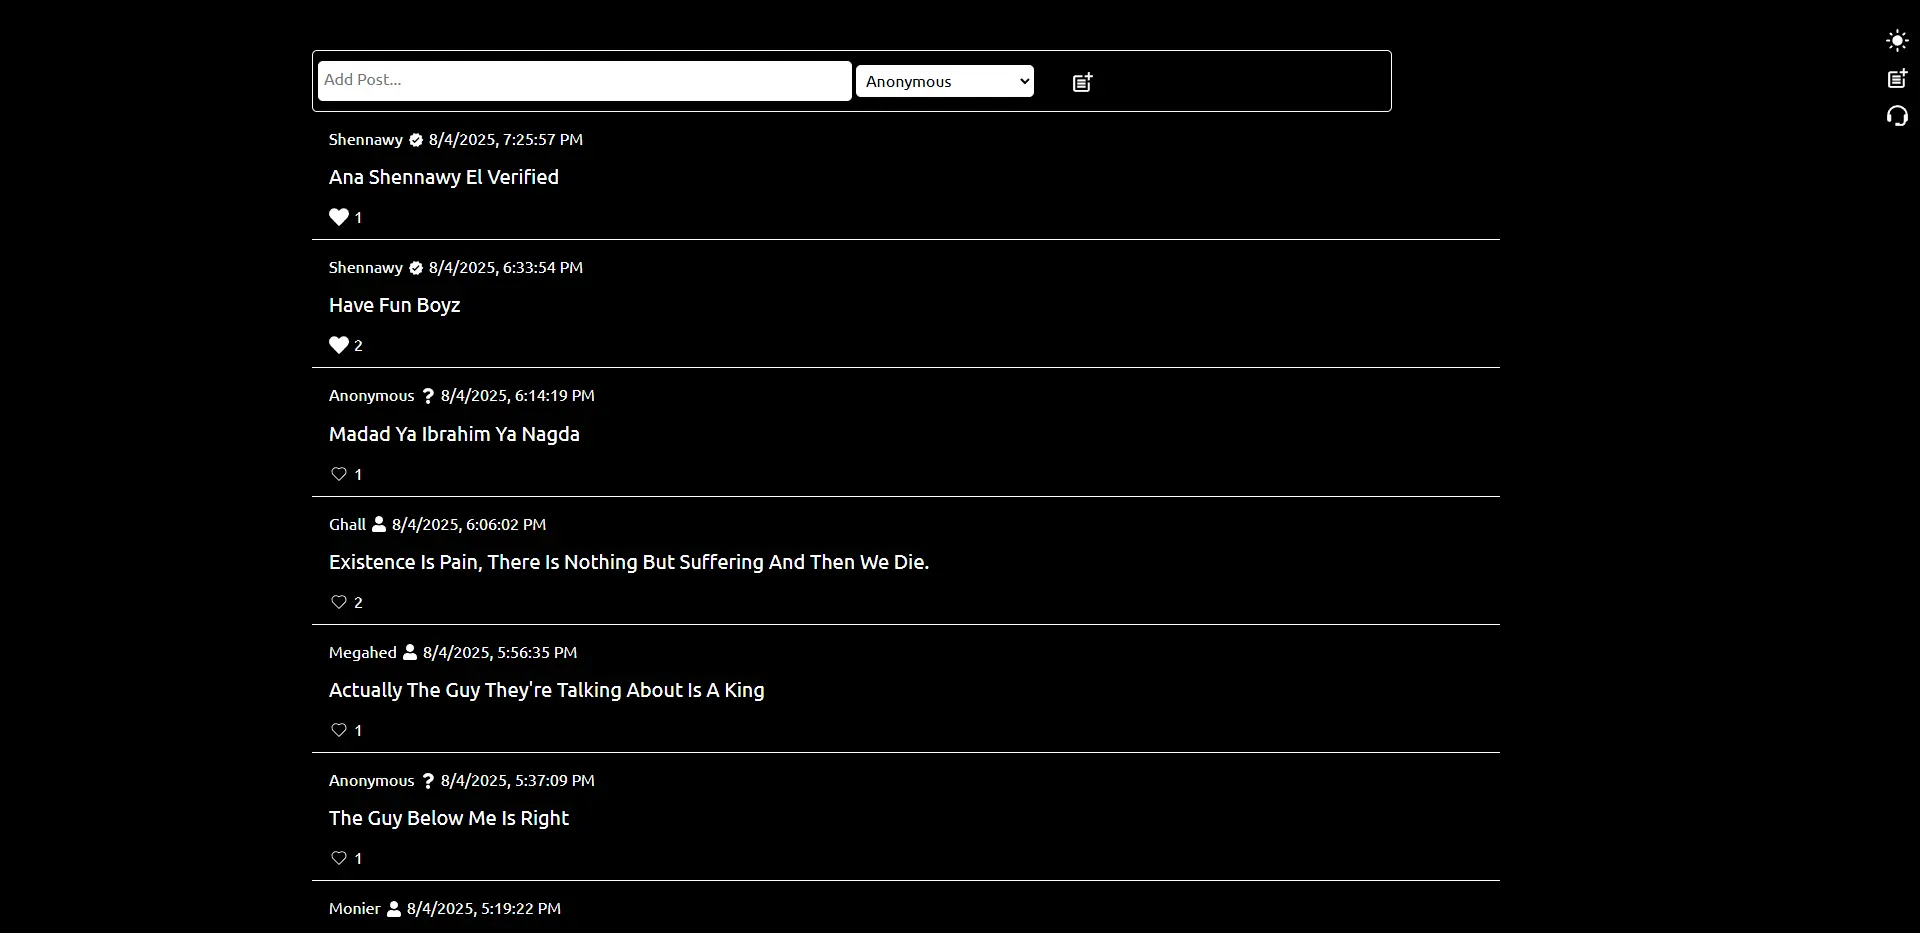 Add Post...
Anonymous
Shennawy 8/4/2025, 7:25:57 PM
Ana Shennawy El Verified
1
Shennawy 8/4/2025, 6:33:54 PM
Have Fun Boyz
2
Anonymous ? 8/4/2025, 6:14:19 PM
Madad Ya Ibrahim Ya Nagda
1
Ghall 8/4/2025, 6:06:02 PM
Existence Is Pain, There Is Nothing But Suffering And Then We Die.
2
Megahed 8/4/2025, 5:56:35 PM
Actually The Guy They're Talking About Is A King
1
Anonymous ? 8/4/2025, 5:37:09 PM
The Guy Below Me Is Right
1
Monier 8/4/2025, 5:19:22 PM